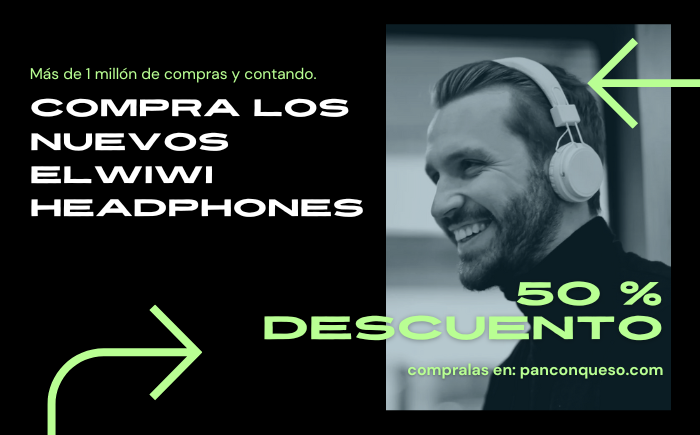 Más de 1 millón de compras y contando.
COMPRA LOS
NUEVOS
ELWIWI
HEADPHONES
50 %
DESCUENTO
compralas en: panconqueso.com